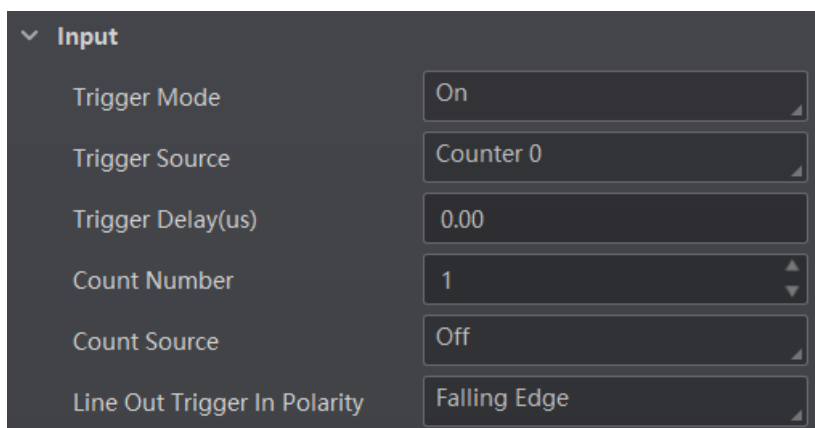 Input
Trigger Mode On
Trigger Source Counter 0
Trigger Delay(us) 0.00
Count Number 1
Count Source Off
Line Out Trigger In Polarity Falling Edge